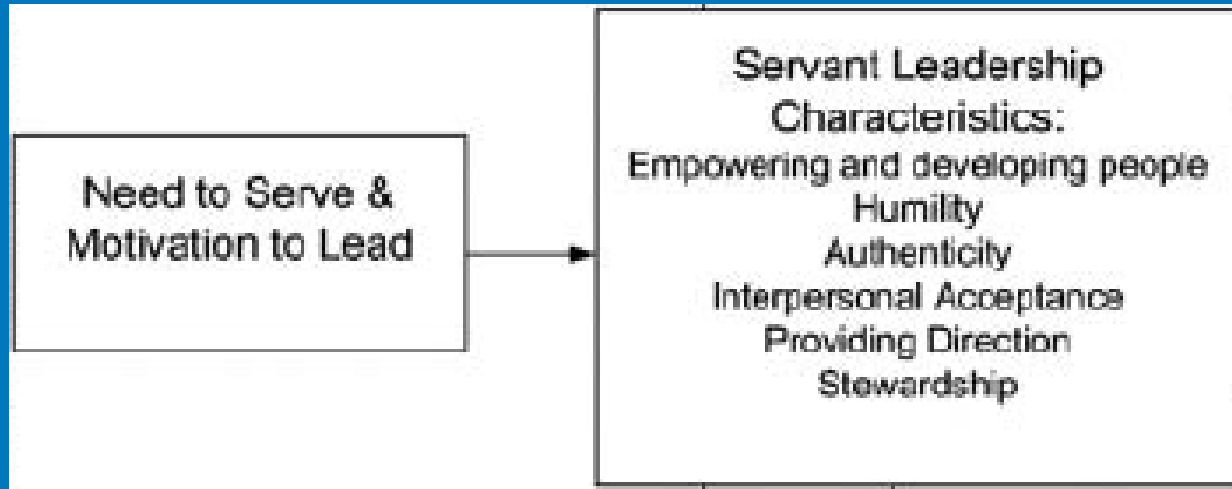 Need to Serve &
Motivation to Lead
Servant Leadership
Characteristics:
Empowering and developing people
Humility
Authenticity
Interpersonal Acceptance
Providing Direction
Stewardship